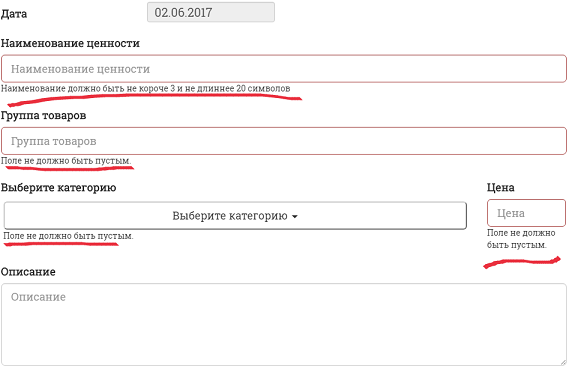 Дата 02.06.2017
Наименование ценности
Наименование ценности
Наименование должно быть не короче 3 и не длиннее 20 символов
Группа товаров
Группа товаров
Поле не должно быть пустым.
Выберите категорию
Выберите категорию
Поле не должно быть пустым.
Цена
Цена
Поле не должно
быть пустым.
Описание
Описание